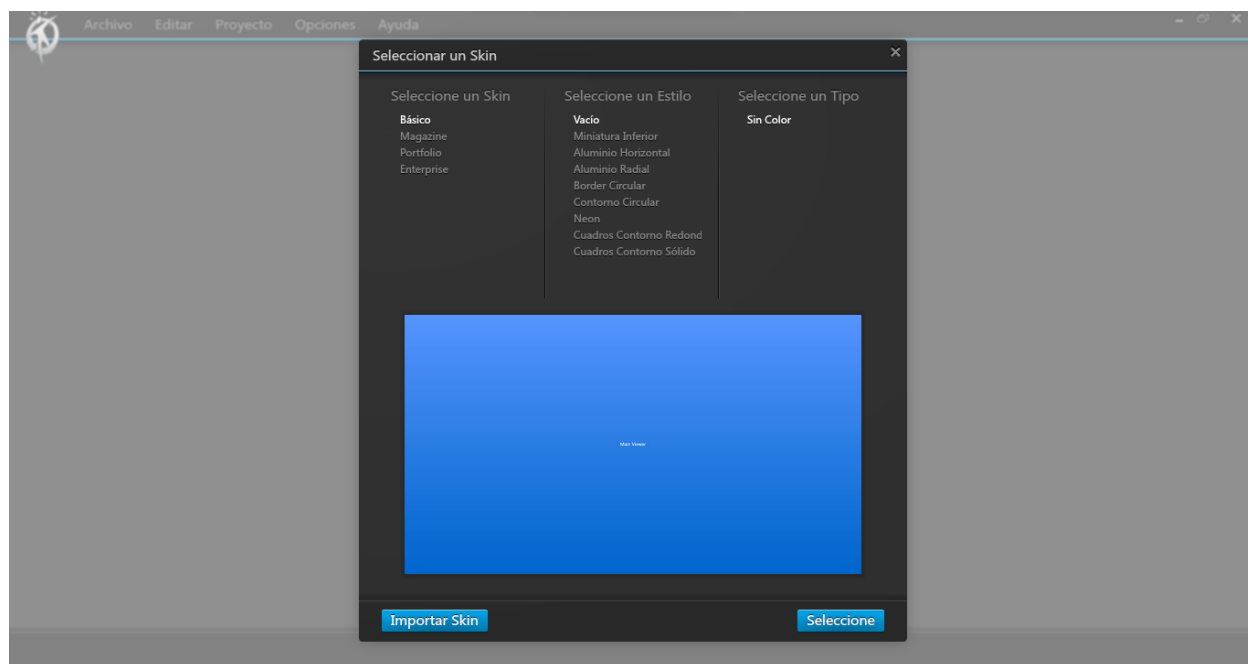 Archivo Editar Proyecto Opciones Ayuda
Seleccionar un Skin
Seleccione un Skin
Básico
Magazine
Portfolio
Enterprise
Seleccione un Estilo
Vacío
Miniatura Inferior
Aluminio Horizontal
Aluminio Radial
Border Circular
Contorno Circular
Neon
Cuadros Contorno Redond
Cuadros Contorno Sólido
Seleccione un Tipo
Sin Color
Main Viewer
Importar Skin
Seleccione